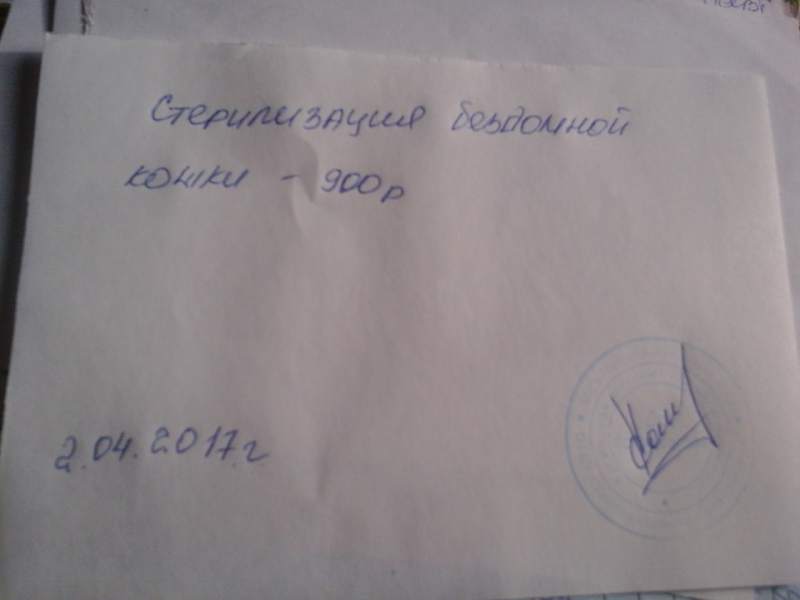 Стерилизация бездомной
кошки - 900р
2.04.2017г